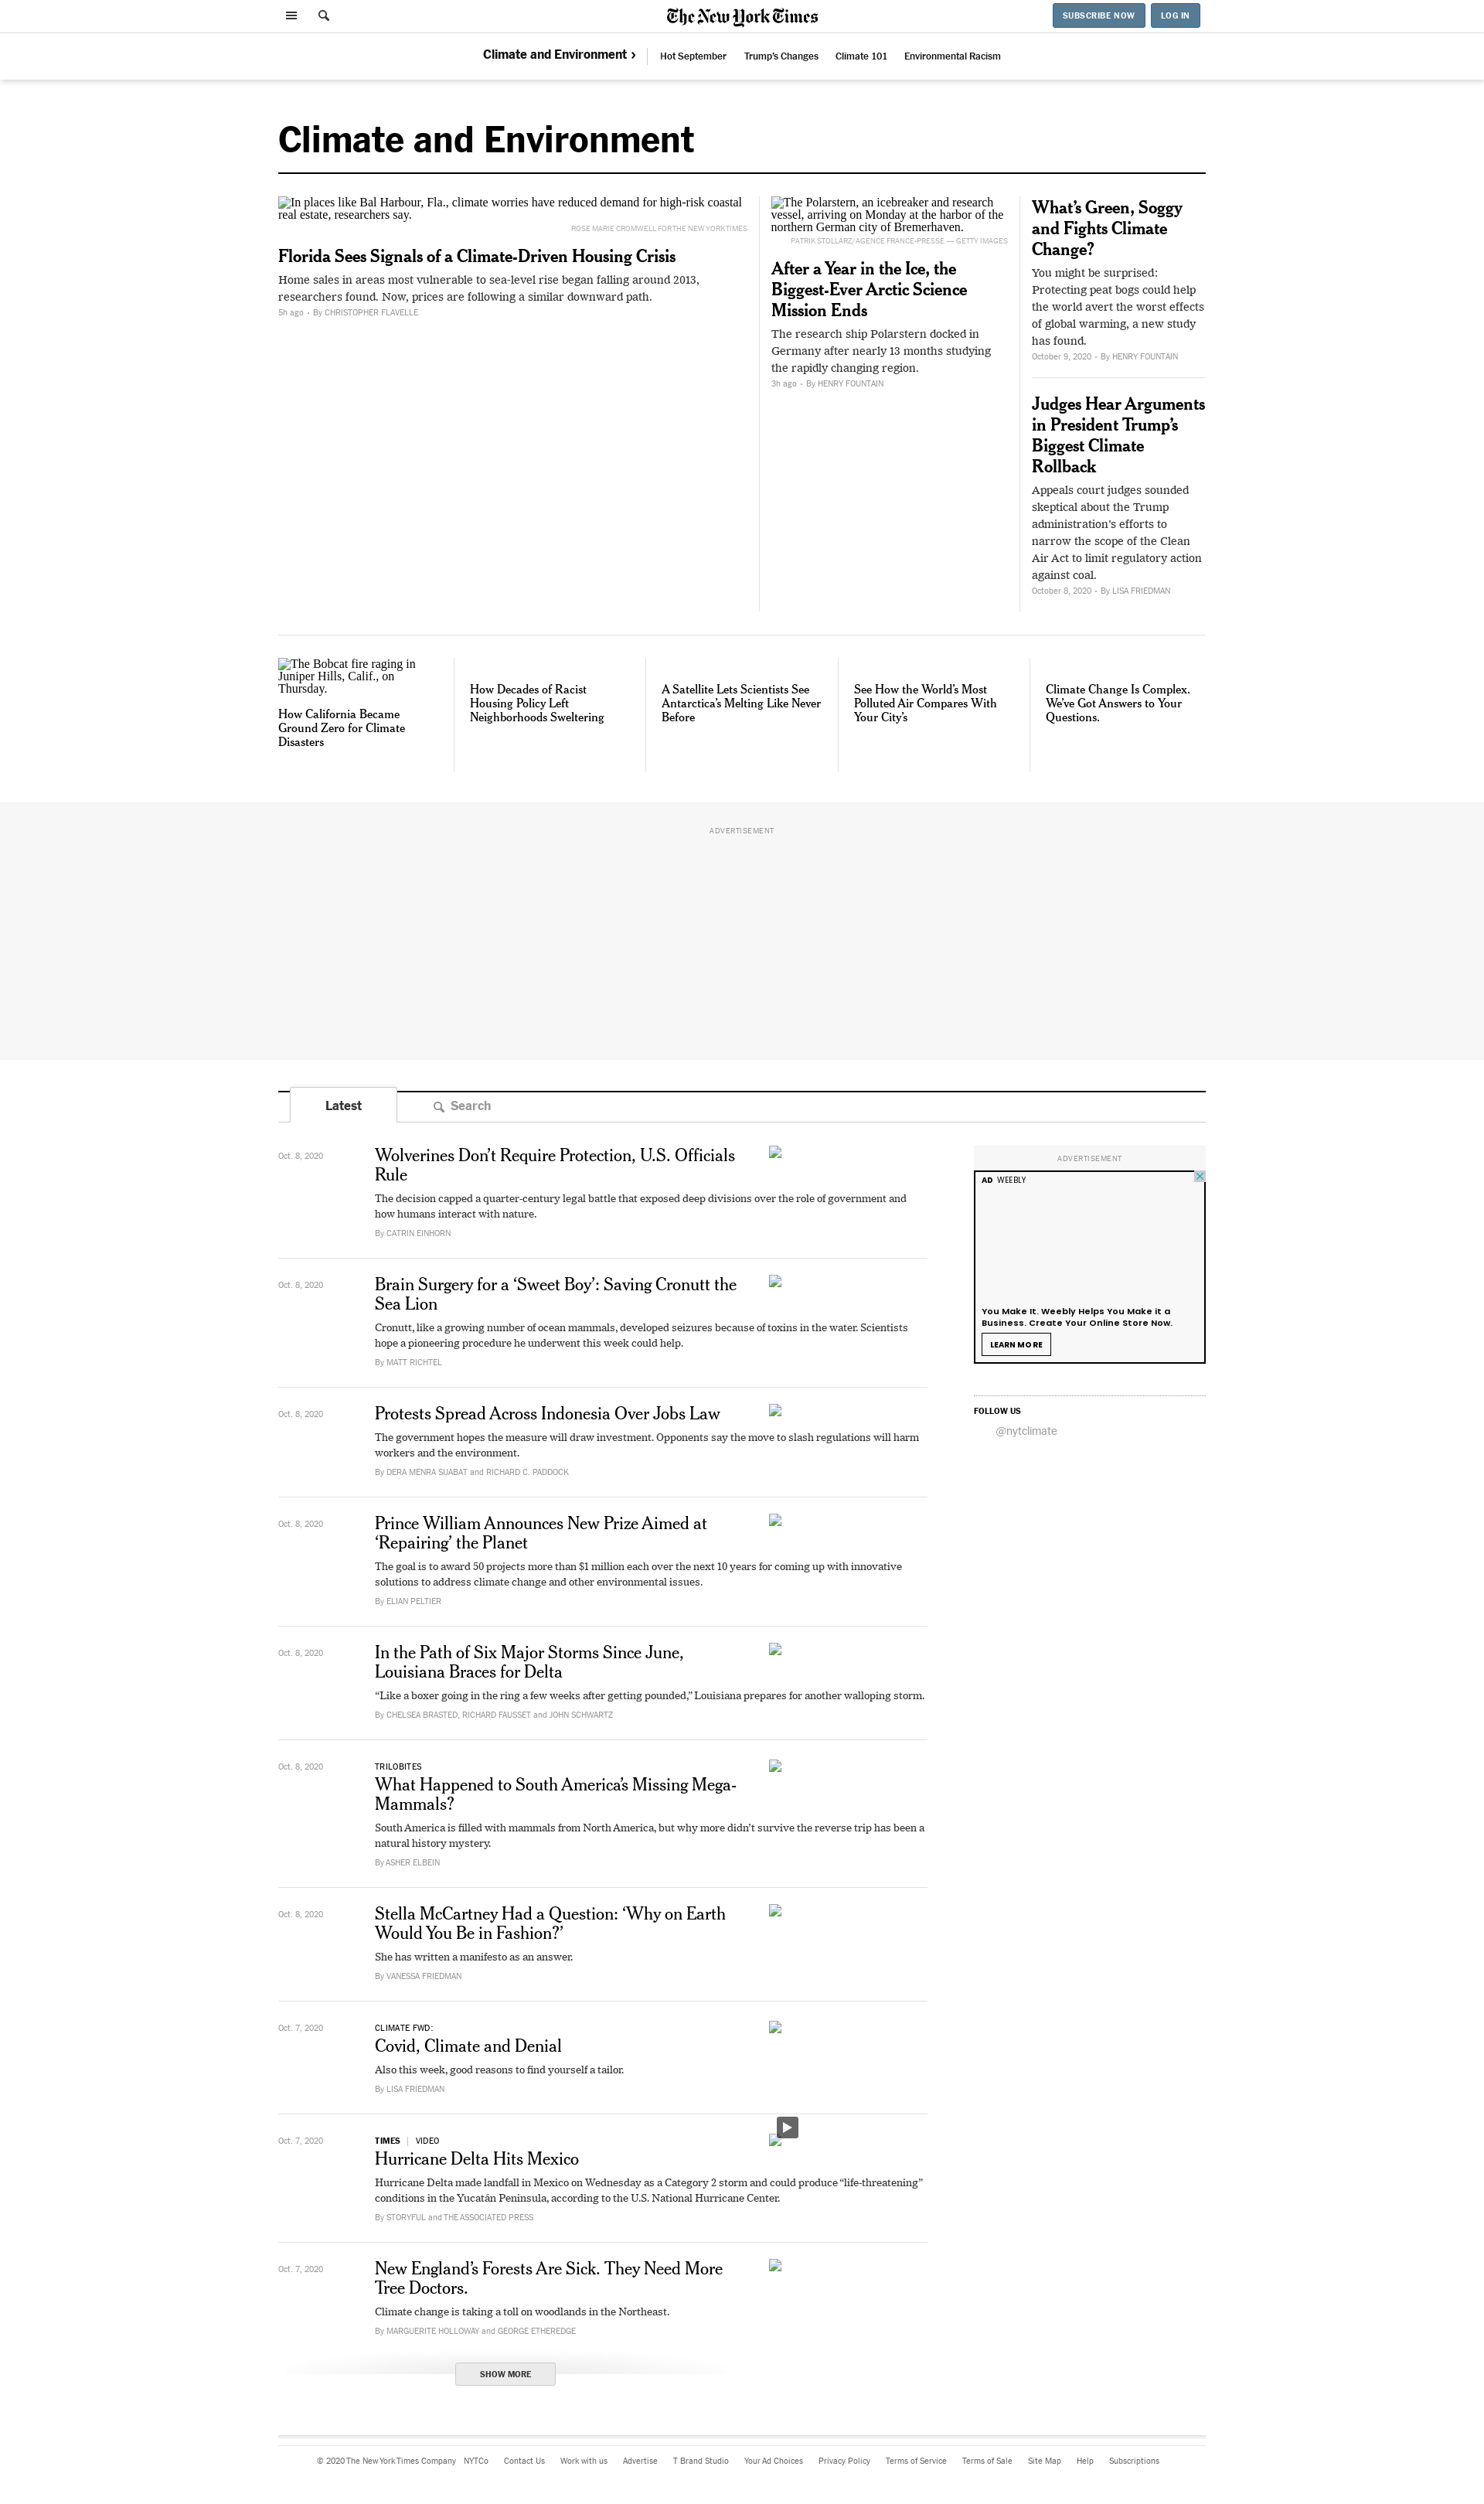 The New York Times
SUBSCRIBE NOW
LOG IN
Climate and Environment ›
Hot September
Trump's Changes
Climate 101
Environmental Racism
Climate and Environment
In places like Bal Harbour, Fla., climate worries have reduced demand for high-risk coastal
real estate, researchers say.
ROSE MARIE CROMWELL FOR THE NEW YORK TIMES
Florida Sees Signals of a Climate-Driven Housing Crisis
Home sales in areas most vulnerable to sea-level rise began falling around 2013,
researchers found. Now, prices are following a similar downward path.
5h ago • By CHRISTOPHER FLAVELLE
The Polarstern, an icebreaker and research
vessel, arriving on Monday at the harbor of the
northern German city of Bremerhaven.
PATRIK STOLLARZ/AGENCE FRANCE-PRESSE — GETTY IMAGES
After a Year in the Ice, the
Biggest-Ever Arctic Science
Mission Ends
The research ship Polarstern docked in
Germany after nearly 13 months studying
the rapidly changing region.
3h ago • By HENRY FOUNTAIN
What's Green, Soggy
and Fights Climate
Change?
You might be surprised:
Protecting peat bogs could help
the world avert the worst effects
of global warming, a new study
has found.
October 9, 2020 • By HENRY FOUNTAIN
Judges Hear Arguments
in President Trump's
Biggest Climate
Rollback
Appeals court judges sounded
skeptical about the Trump
administration's efforts to
narrow the scope of the Clean
Air Act to limit regulatory action
against coal.
October 8, 2020 • By LISA FRIEDMAN
The Bobcat fire raging in
Juniper Hills, Calif., on
Thursday.
How California Became
Ground Zero for Climate
Disasters
How Decades of Racist
Housing Policy Left
Neighborhoods Sweltering
A Satellite Lets Scientists See
Antarctica's Melting Like Never
Before
See How the World's Most
Polluted Air Compares With
Your City's
Climate Change Is Complex.
We've Got Answers to Your
Questions.
ADVERTISEMENT
Latest
Search
Oct. 8, 2020
Wolverines Don't Require Protection, U.S. Officials
Rule
The decision capped a quarter-century legal battle that exposed deep divisions over the role of government and
how humans interact with nature.
By CATRIN EINHORN
Oct. 8, 2020
Brain Surgery for a ‘Sweet Boy’: Saving Cronutt the
Sea Lion
Cronutt, like a growing number of ocean mammals, developed seizures because of toxins in the water. Scientists
hope a pioneering procedure he underwent this week could help.
By MATT RICHTEL
Oct. 8, 2020
Protests Spread Across Indonesia Over Jobs Law
The government hopes the measure will draw investment. Opponents say the move to slash regulations will harm
workers and the environment.
By DERA MENRA SIJABAT and RICHARD C. PADDOCK
Oct. 8, 2020
Prince William Announces New Prize Aimed at
‘Repairing’ the Planet
The goal is to award 50 projects more than $1 million each over the next 10 years for coming up with innovative
solutions to address climate change and other environmental issues.
By ELIAN PELTIER
Oct. 8, 2020
In the Path of Six Major Storms Since June,
Louisiana Braces for Delta
“Like a boxer going in the ring a few weeks after getting pounded,” Louisiana prepares for another walloping storm.
By CHELSEA BRASTED, RICHARD FAUSSET and JOHN SCHWARTZ
Oct. 8, 2020
TRILOBITES
What Happened to South America's Missing Mega-
Mammals?
South America is filled with mammals from North America, but why more didn't survive the reverse trip has been a
natural history mystery.
By ASHER ELBEIN
Oct. 8, 2020
Stella McCartney Had a Question: ‘Why on Earth
Would You Be in Fashion?’
She has written a manifesto as an answer.
By VANESSA FRIEDMAN
Oct. 7, 2020
CLIMATE FWD:
Covid, Climate and Denial
Also this week, good reasons to find yourself a tailor.
By LISA FRIEDMAN
Oct. 7, 2020
TIMES | VIDEO
Hurricane Delta Hits Mexico
Hurricane Delta made landfall in Mexico on Wednesday as a Category 2 storm and could produce “life-threatening”
conditions in the Yucatán Peninsula, according to the U.S. National Hurricane Center.
By STORYFUL and THE ASSOCIATED PRESS
Oct. 7, 2020
New England's Forests Are Sick. They Need More
Tree Doctors.
Climate change is taking a toll on woodlands in the Northeast.
By MARGUERITE HOLLOWAY and GEORGE ETHEREDGE
SHOW MORE
ADVERTISEMENT
AD WEEBLY
You Make It. Weebly Helps You Make it a
Business. Create Your Online Store Now.
LEARN MORE
FOLLOW US
@nytclimate
© 2020 The New York Times Company NYTCo Contact Us Work with us Advertise T Brand Studio Your Ad Choices Privacy Policy Terms of Service Terms of Sale Site Map Help Subscriptions